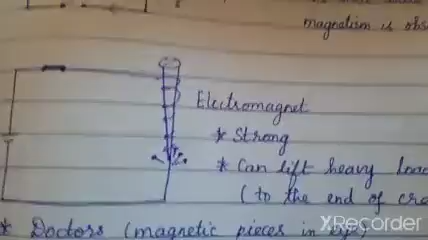 magnetism is obs
Electromagnet
* Strong
* Can lift heavy load
(to the end of cra
* Doctors (magnetic pieces in eye)
XRecorder